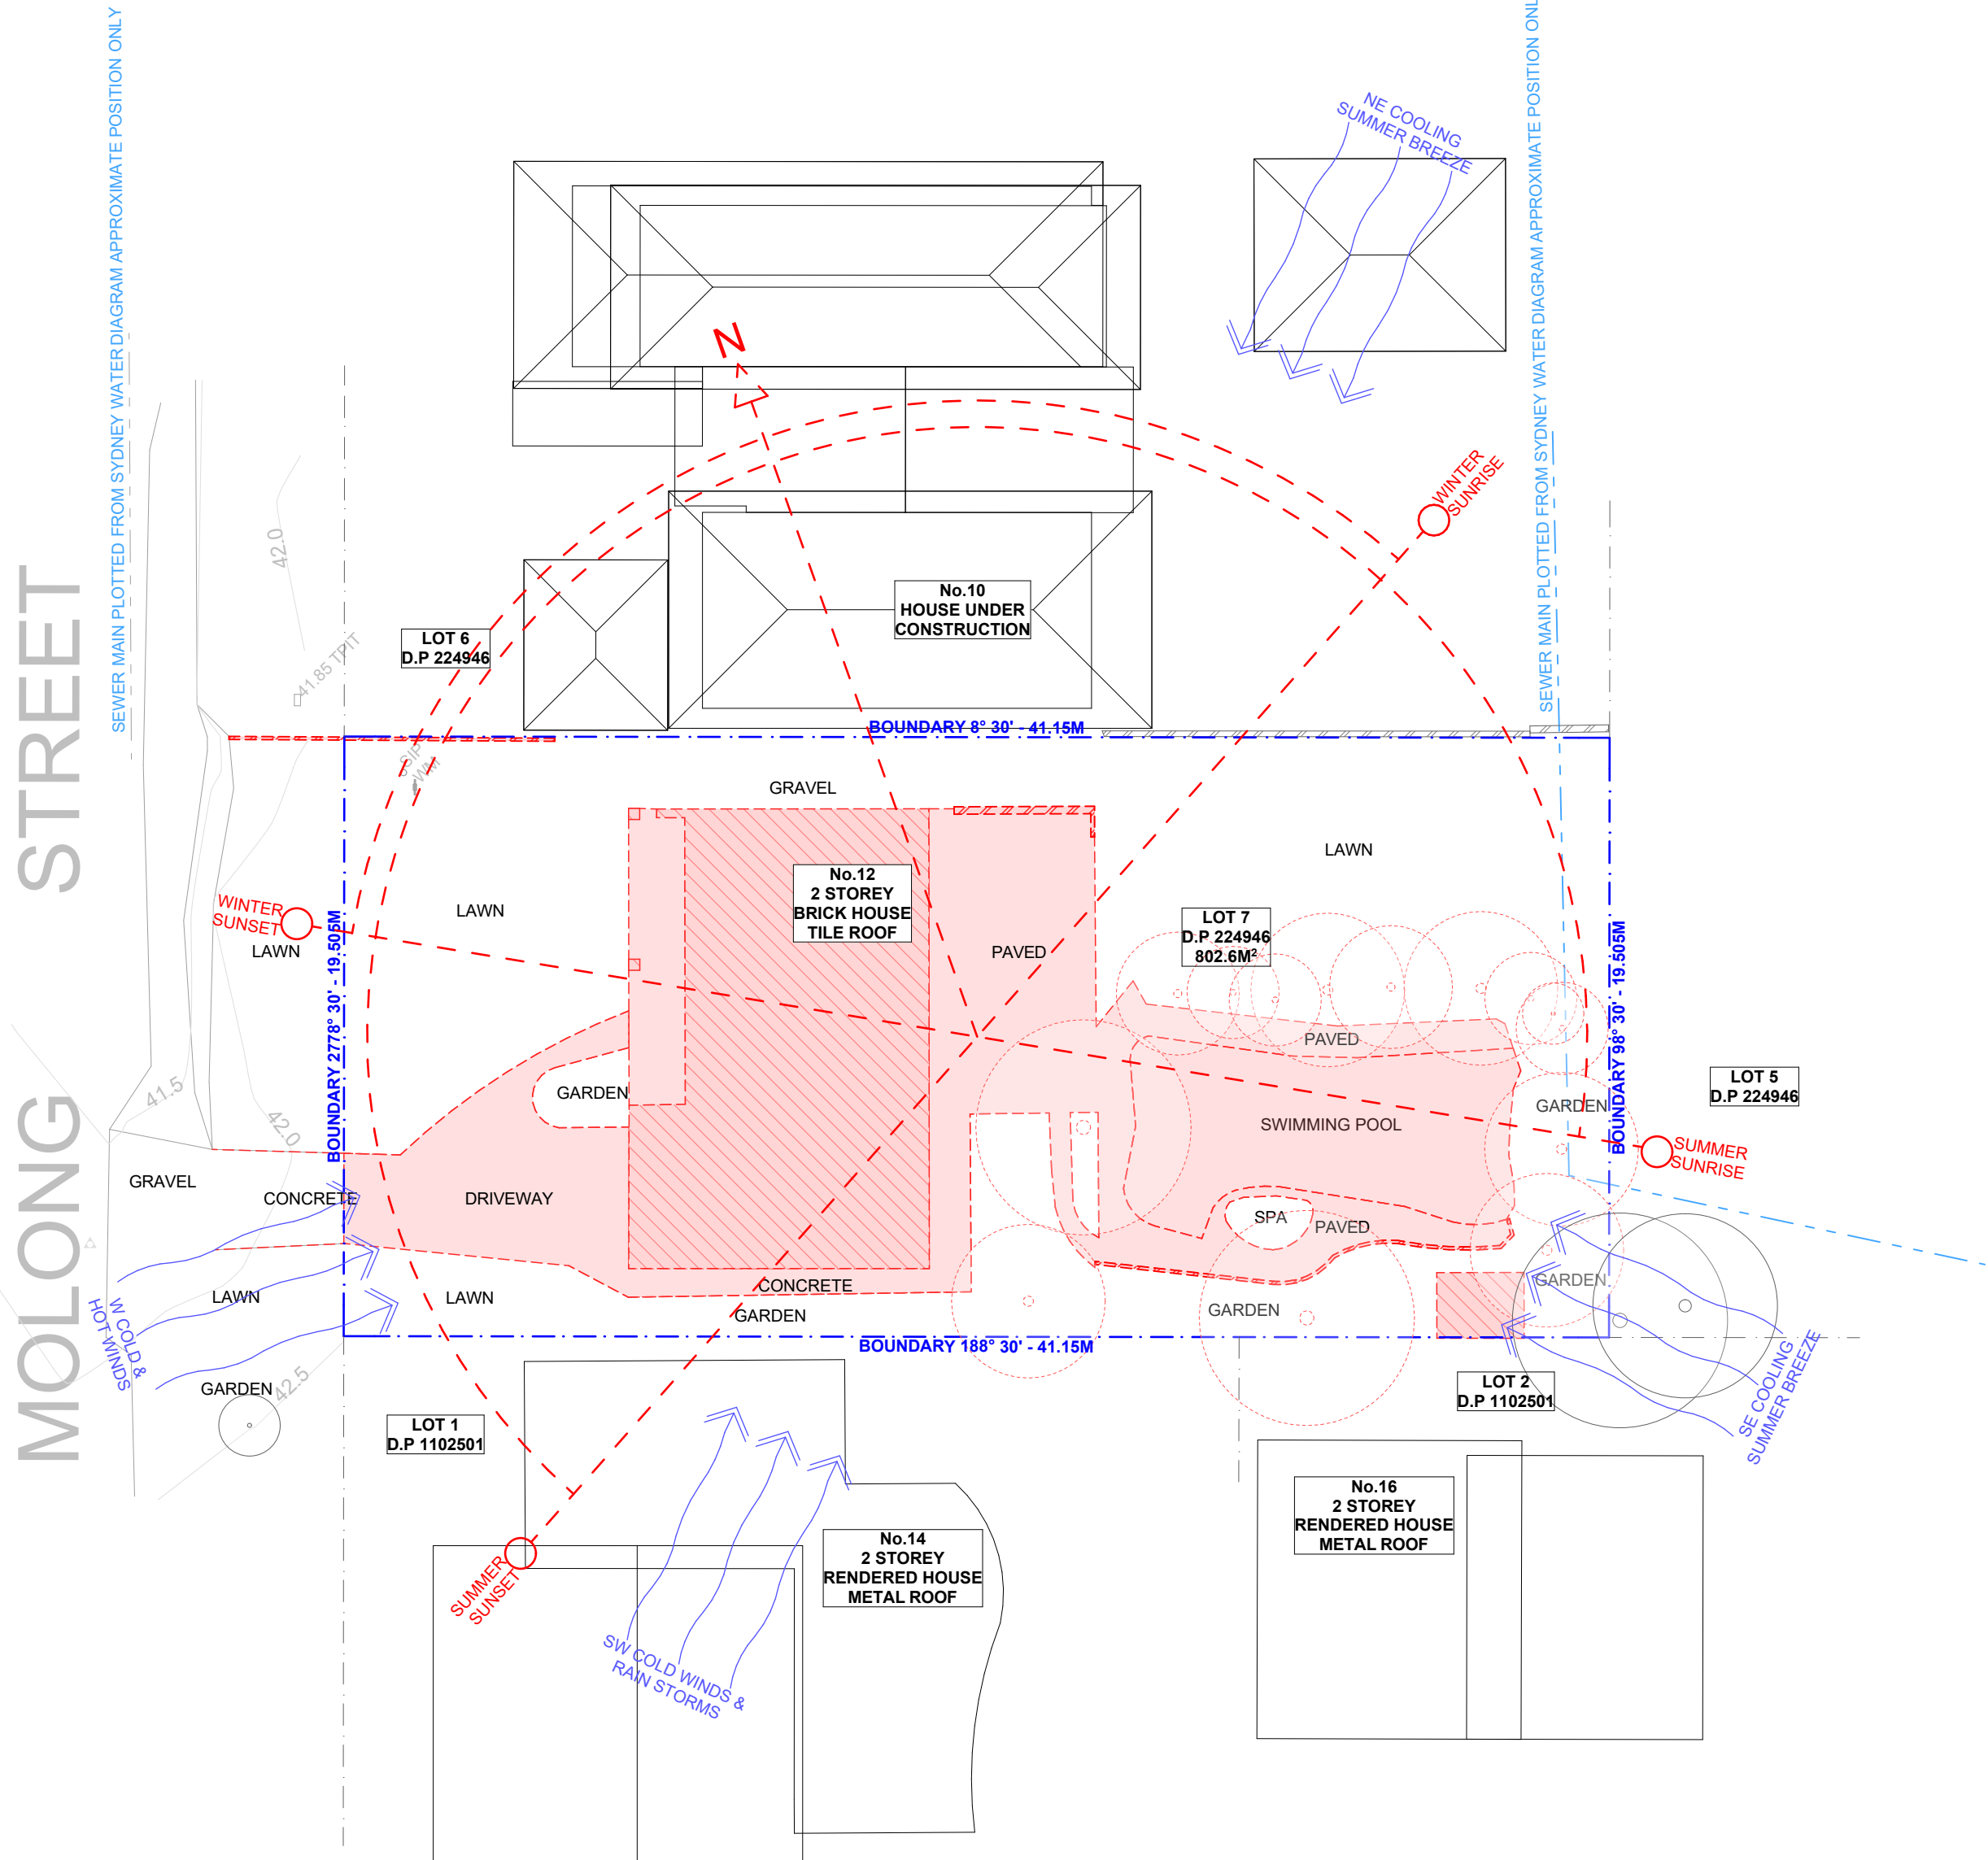 SEWER MAIN PLOTTED FROM SYDNEY WATER DIAGRAM APPROXIMATE POSITION ONLY
SEWER MAIN PLOTTED FROM SYDNEY WATER DIAGRAM APPROXIMATE POSITION ONLY
NE COOLING
SUMMER BREEZE
N
WINTER
SUNRISE
42.0
No.10
HOUSE UNDER
CONSTRUCTION
LOT 6
D.P 224946
41.85 TPIT
BOUNDARY 8° 30' - 41.15M
SIP
WM
GRAVEL
LAWN
No.12
2 STOREY
BRICK HOUSE
TILE ROOF
WINTER
SUNSET
LAWN
LAWN
LOT 7
D.P 224946
802.6M²
PAVED
BOUNDARY 2778° 30' - 19.505M
BOUNDARY 98° 30' - 19.505M
PAVED
41.5
42.0
GARDEN
GARDEN
LOT 5
D.P 224946
SWIMMING POOL
SUMMER
SUNRISE
GRAVEL
CONCRETE
DRIVEWAY
SPA
PAVED
LAWN
LAWN
CONCRETE
GARDEN
GARDEN
GARDEN
W COLD &
HOT WINDS
BOUNDARY 188° 30' - 41.15M
GARDEN
42.5
LOT 2
D.P 1102501
SE COOLING
SUMMER BREEZE
LOT 1
D.P 1102501
No.16
2 STOREY
RENDERED HOUSE
METAL ROOF
No.14
2 STOREY
RENDERED HOUSE
METAL ROOF
SUMMER
SUNSET
SW COLD WINDS &
RAIN STORMS
MOLONG STREET